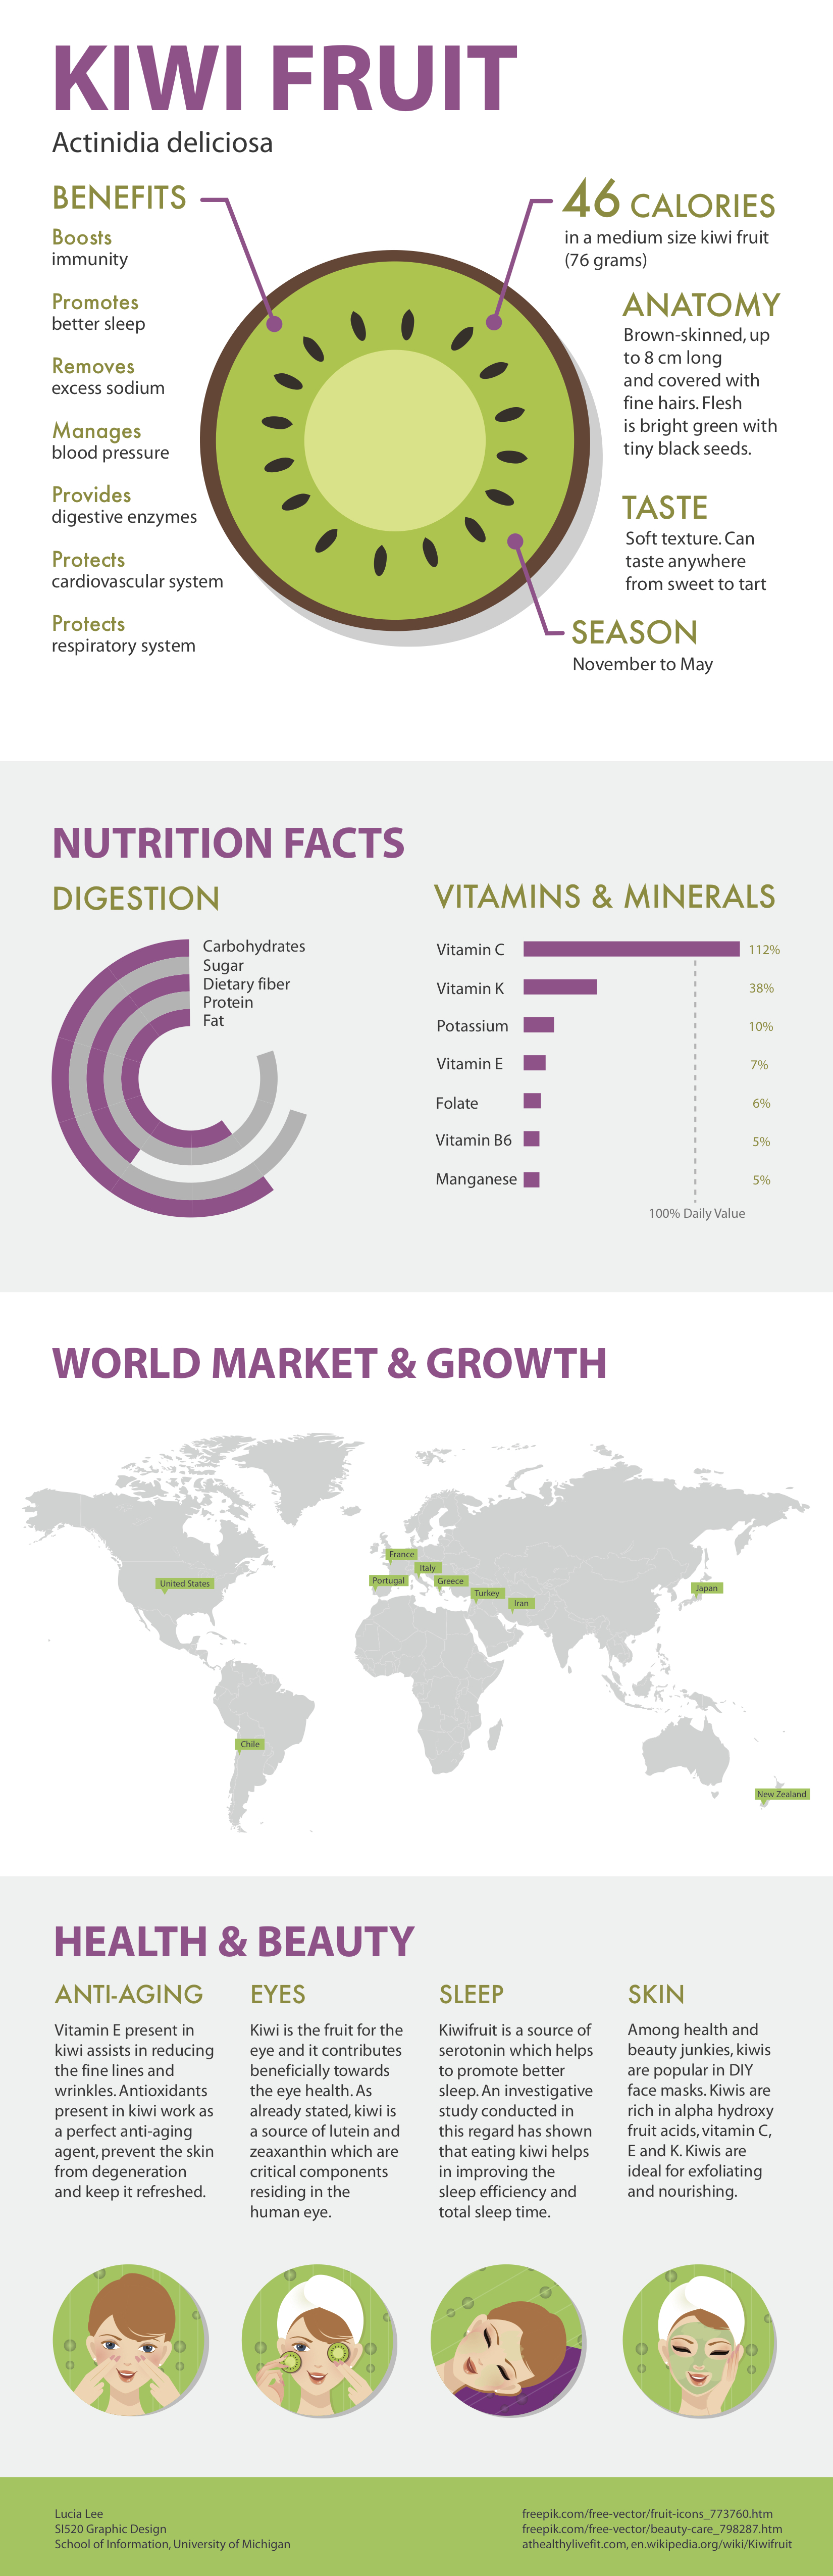 KIWI FRUIT
Actinidia deliciosa
BENEFITS
Boosts
immunity
Promotes
better sleep
Removes
excess sodium
Manages
blood pressure
Provides
digestive enzymes
Protects
cardiovascular system
Protects
respiratory system
46 CALORIES
in a medium size kiwi fruit
(76 grams)
ANATOMY
Brown-skinned, up
to 8 cm long
and covered with
fine hairs. Flesh
is bright green with
tiny black seeds.
TASTE
Soft texture. Can
taste anywhere
from sweet to tart
SEASON
November to May
NUTRITION FACTS
DIGESTION
Carbohydrates
Sugar
Dietary fiber
Protein
Fat
VITAMINS & MINERALS
Vitamin C 112%
Vitamin K 38%
Potassium 10%
Vitamin E 7%
Folate 6%
Vitamin B6 5%
Manganese 5%
100% Daily Value
WORLD MARKET & GROWTH
France
Italy
United States
Portugal
Greece
Turkey
Japan
Iran
Chile
New Zealand
HEALTH & BEAUTY
ANTI-AGING
Vitamin E present in
kiwi assists in reducing
the fine lines and
wrinkles. Antioxidants
present in kiwi work as
a perfect anti-aging
agent, prevent the skin
from degeneration
and keep it refreshed.
EYES
Kiwi is the fruit for the
eye and it contributes
beneficially towards
the eye health. As
already stated, kiwi is
a source of lutein and
zeaxanthin which are
critical components
residing in the
human eye.
SLEEP
Kiwifruit is a source of
serotonin which helps
to promote better
sleep. An investigative
study conducted in
this regard has shown
that eating kiwi helps
in improving the
sleep efficiency and
total sleep time.
SKIN
Among health and
beauty junkies, kiwis
are popular in DIY
face masks. Kiwis are
rich in alpha hydroxy
fruit acids, vitamin C,
E and K. Kiwis are
ideal for exfoliating
and nourishing.
Lucia Lee
SI520 Graphic Design
School of Information, University of Michigan
freepik.com/free-vector/fruit-icons_773760.htm
freepik.com/free-vector/beauty-care_798287.htm
athealthylivefit.com, en.wikipedia.org/wiki/Kiwifruit